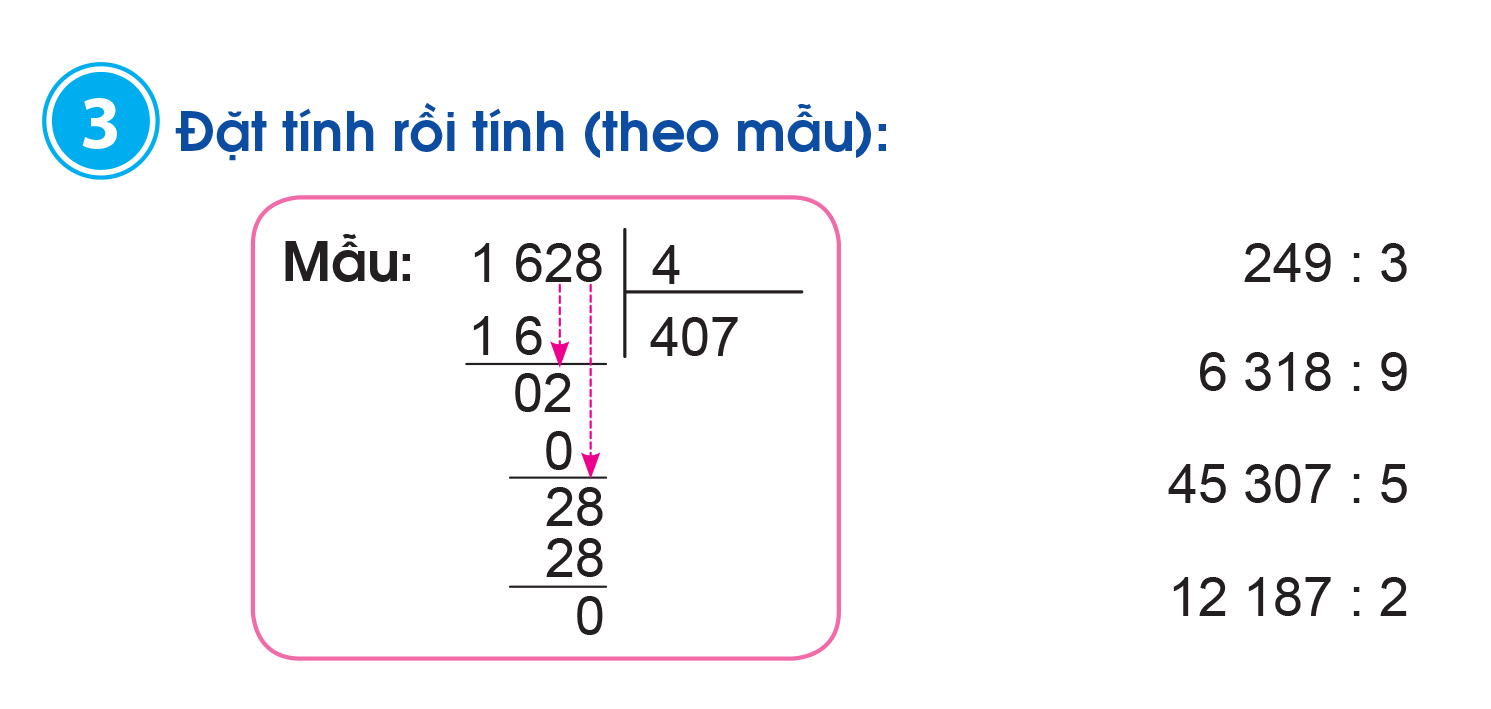 3 Đặt tính rồi tính (theo mẫu):
Mẫu: 1 628 4
1 6 407
02
0
28
28
0
249 : 3
6 318 : 9
45 307 : 5
12 187 : 2